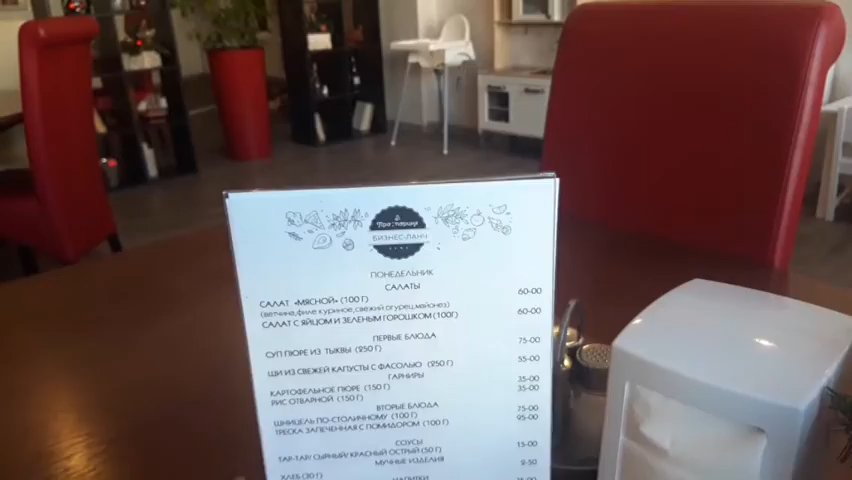 БИЗНЕС-ЛАНЧ
ПОНЕДЕЛЬНИК
САЛАТЫ
САЛАТ «МЯСНОЙ» (100 Г) 60-00
(ветчина, филе куриное, свежий огурец, майонез)
САЛАТ С ЯЙЦОМ И ЗЕЛЕНЫМ ГОРОШКОМ (100Г) 60-00
ПЕРВЫЕ БЛЮДА
СУП ПЮРЕ ИЗ ТЫКВЫ (250 Г) 75-00
ЩИ ИЗ СВЕЖЕЙ КАПУСТЫ С ФАСОЛЬЮ (250 Г) 55-00
ГАРНИРЫ
КАРТОФЕЛЬНОЕ ПЮРЕ (150 Г) 35-00
РИС ОТВАРНОЙ (150 Г) 35-00
ВТОРЫЕ БЛЮДА
ШНИЦЕЛЬ ПО-СТОЛИЧНОМУ (100 Г) 75-00
ТРЕСКА ЗАПЕЧЕННАЯ С ПОМИДОРОМ (100 Г) 95-00
СОУСЫ
ТАР-ТАР/ СЫРНЫЙ/ КРАСНЫЙ ОСТРЫЙ (50 Г) 15-00
МУЧНЫЕ ИЗДЕЛИЯ
ХЛЕБ (30 Г) 2-50
НАПИТКИ